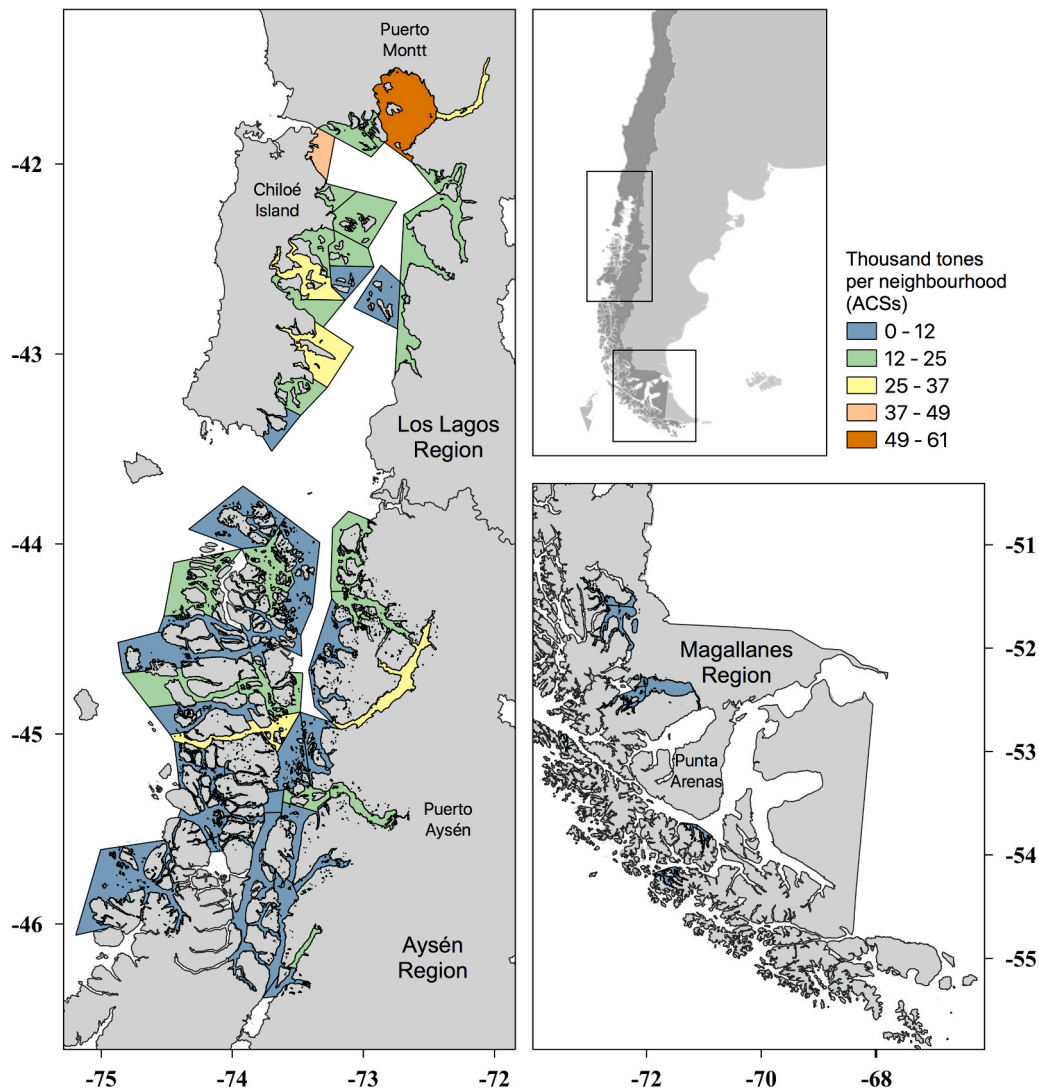 Puerto
Montt
-42
Chiloé
Island
-43
Los Lagos
Region
-44
-45
Puerto
Aysén
-46
Aysén
Region
-75
-74
-73
-72
Thousand tones
per neighbourhood
(ACSs)
0 - 12
12 - 25
25 - 37
37 - 49
49 - 61
-51
Magallanes
Region
-52
Punta
Arenas
-53
-54
-55
-72
-70
-68